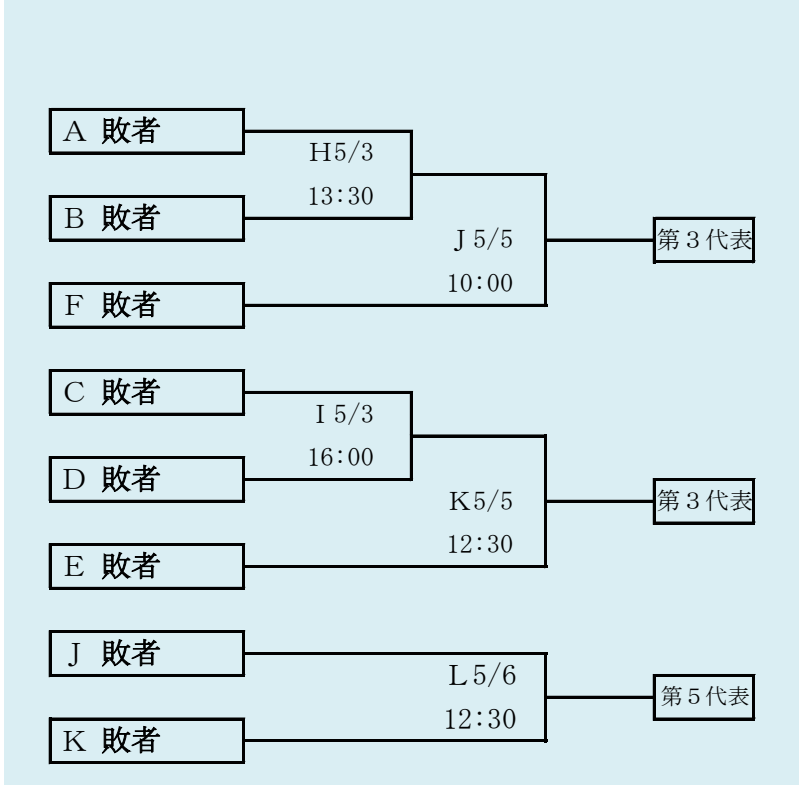 A 敗者
H5/3
13:30
B 敗者
J 5/5
第３代表
10:00
F 敗者
C 敗者
I 5/3
16:00
D 敗者
K5/5
第３代表
12:30
E 敗者
J 敗者
L 5/6
第５代表
12:30
K 敗者